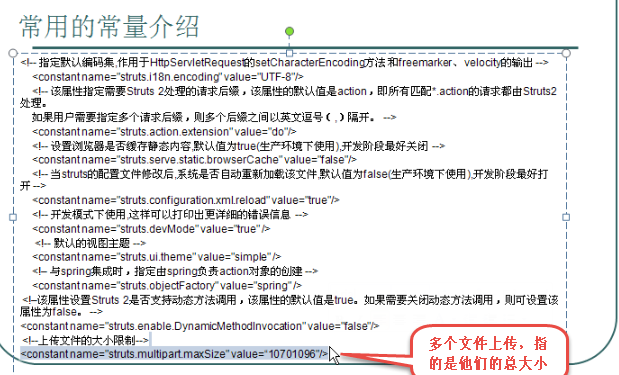 常用的常量介绍
<!-- 指定默认编码集,作用于HttpServletRequest的setCharacterEncoding方法 和freemarker、velocity的输出 -->
<constant name="struts.i18n.encoding" value="UTF-8"/>
<!-- 该属性指定需要Struts 2处理的请求后缀，该属性的默认值是action，即所有匹配*.action的请求都由Struts2
处理。
如果用户需要指定多个请求后缀，则多个后缀之间以英文逗号（,）隔开。 -->
<constant name="struts.action.extension" value="do"/>
<!-- 设置浏览器是否缓存静态内容,默认值为true(生产环境下使用),开发阶段最好关闭 -->
<constant name="struts.serve.static.browserCache" value="false"/>
<!-- 当struts的配置文件修改后,系统是否自动重新加载该文件,默认值为false(生产环境下使用),开发阶段最好打
开 -->
<constant name="struts.configuration.xml.reload" value="true"/>
<!-- 开发模式下使用,这样可以打印出更详细的错误信息 -->
<constant name="struts.devMode" value="true" />
<!-- 默认的视图主题 -->
<constant name="struts.ui.theme" value="simple" />
<!-- 与spring集成时，指定由spring负责action对象的创建 -->
<constant name="struts.objectFactory" value="spring" />
<!--该属性设置Struts 2是否支持动态方法调用，该属性的默认值是true。如果需要关闭动态方法调用，则可设置该
属性为false。 -->
<constant name="struts.enable.DynamicMethodInvocation" value="false"/>
<!--上传文件的大小限制-->
<constant name="struts.multipart.maxSize" value=“10701096"/>
多个文件上传，指
的是他们的总大小